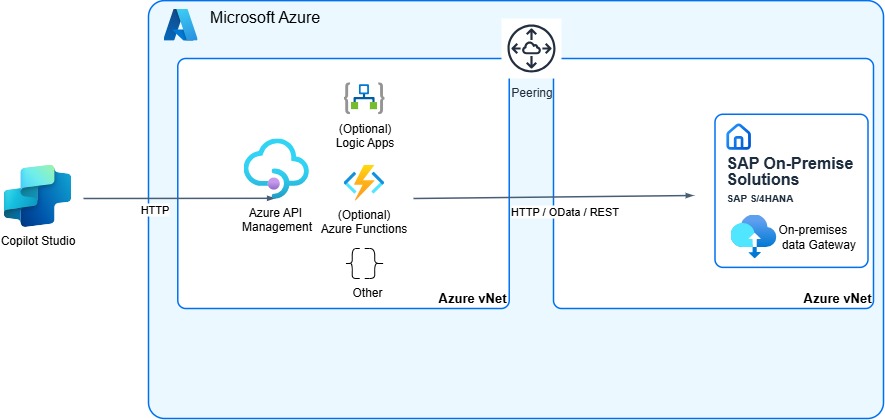 Microsoft Azure
Peering
(Optional)
Logic Apps
SAP On-Premise
Solutions
SAP S/4HANA
Azure API
Management
(Optional)
Azure Functions
HTTP
HTTP / OData / REST
On-premises
data Gateway
Copilot Studio
Other
Azure vNet
Azure vNet